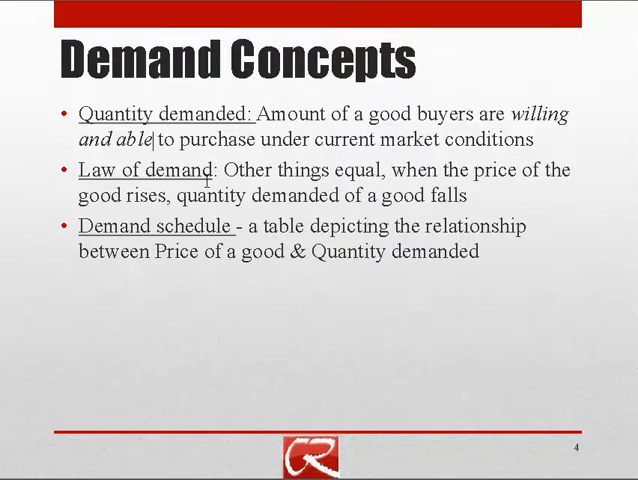 Demand Concepts
• Quantity demanded: Amount of a good buyers are willing
and able to purchase under current market conditions
• Law of demand: Other things equal, when the price of the
good rises, quantity demanded of a good falls
• Demand schedule - a table depicting the relationship
between Price of a good & Quantity demanded
4